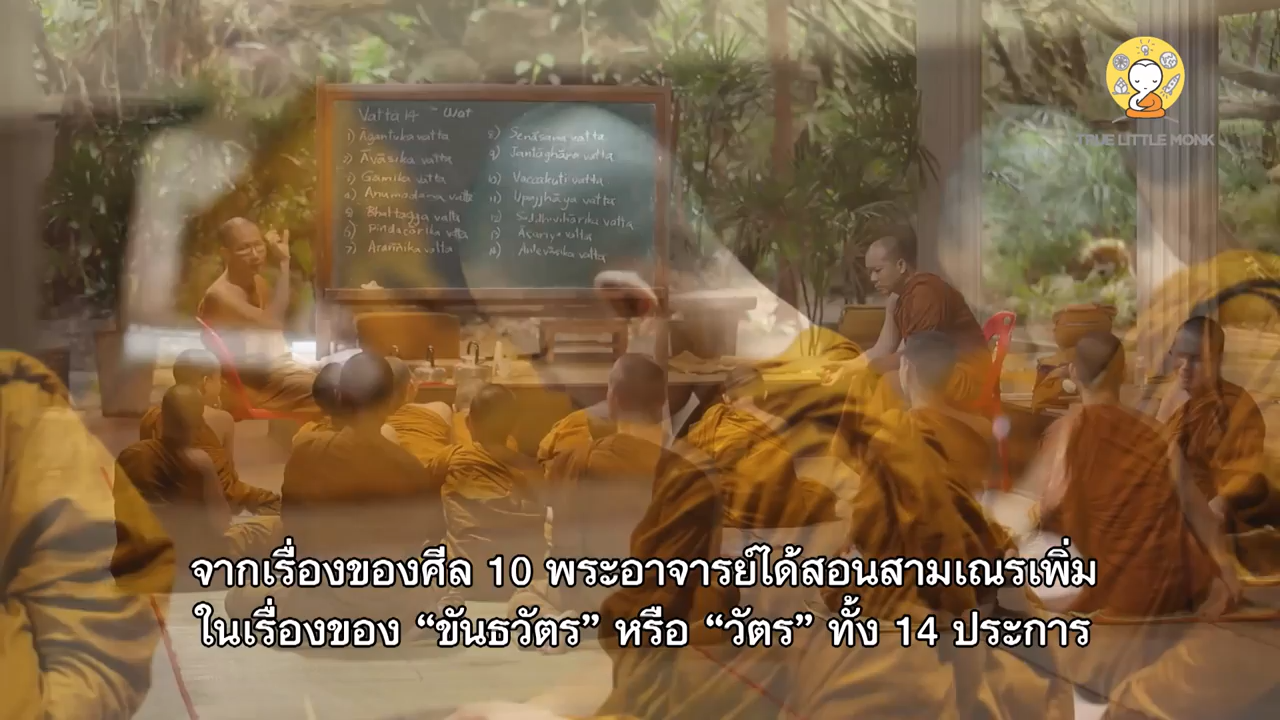 TRUE LITTLE MONK
Vatta 14
1) Āgantuka vatta
2) Āvāsika vatta
3) Gamika vatta
4) Anumodana vatta
5) Bhattagga vatta
6) Pindacārika vatta
7) Araññika vatta
8) Senāsana vatta
9) Jantāghāra vatta
10) Vaccakuti vatta
11) Upajjhāya vatta
12) Saddhivihārika vatta
13) Ācariya vatta
14) Antevāsika vatta
จากเรื่องของศีล 10 พระอาจารย์ได้สอนสามเณรเพิ่ม
ในเรื่องของ “ขันธวัตร” หรือ “วัตร” ทั้ง 14 ประการ